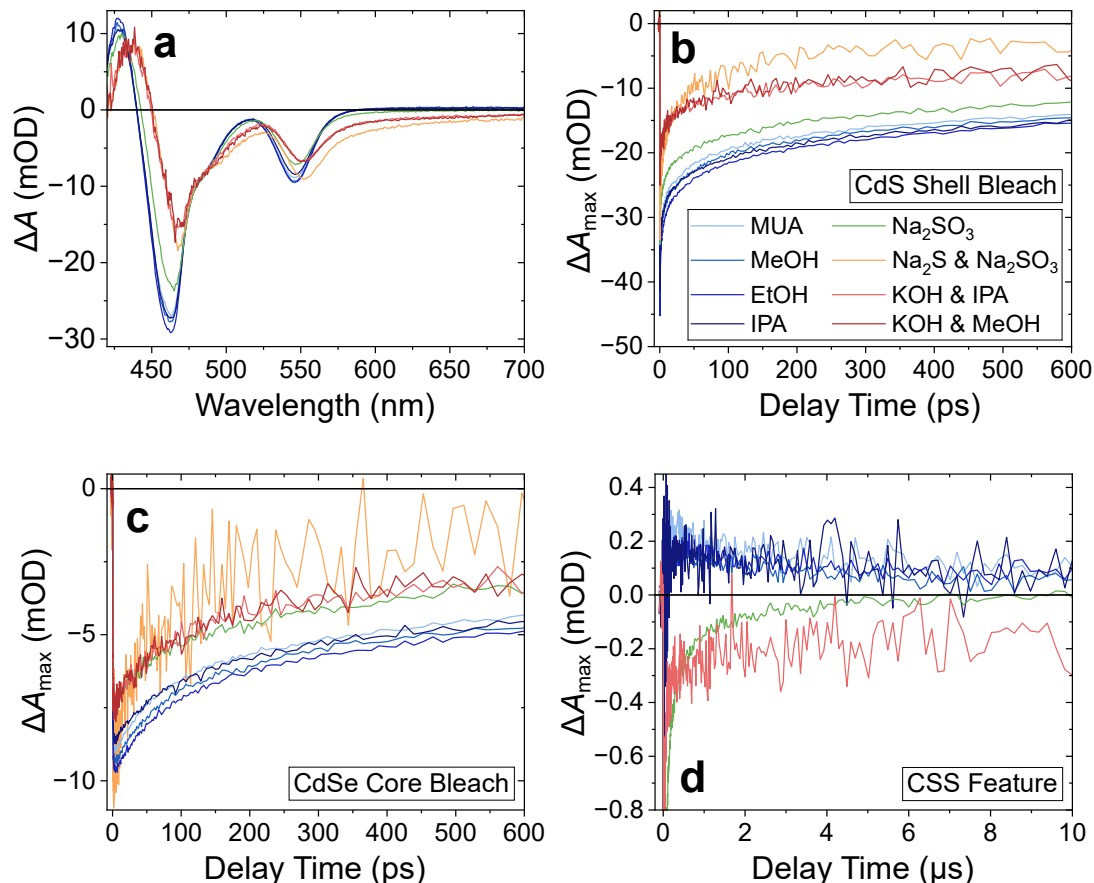 a
10
0
−10
−20
−30
ΔA (mOD)
450 500 550 600 650 700
Wavelength (nm)
b
0
−10
−20
−30
−40
−50
ΔAmax (mOD)
CdS Shell Bleach
MUA
MeOH
EtOH
IPA
Na₂SO₃
Na₂S & Na₂SO₃
KOH & IPA
KOH & MeOH
0 100 200 300 400 500 600
Delay Time (ps)
c
0
−5
−10
ΔAmax (mOD)
CdSe Core Bleach
0 100 200 300 400 500 600
Delay Time (ps)
0.4
0.2
0.0
−0.2
−0.4
−0.6
−0.8
ΔAmax (mOD)
d
CSS Feature
0 2 4 6 8 10
Delay Time (μs)